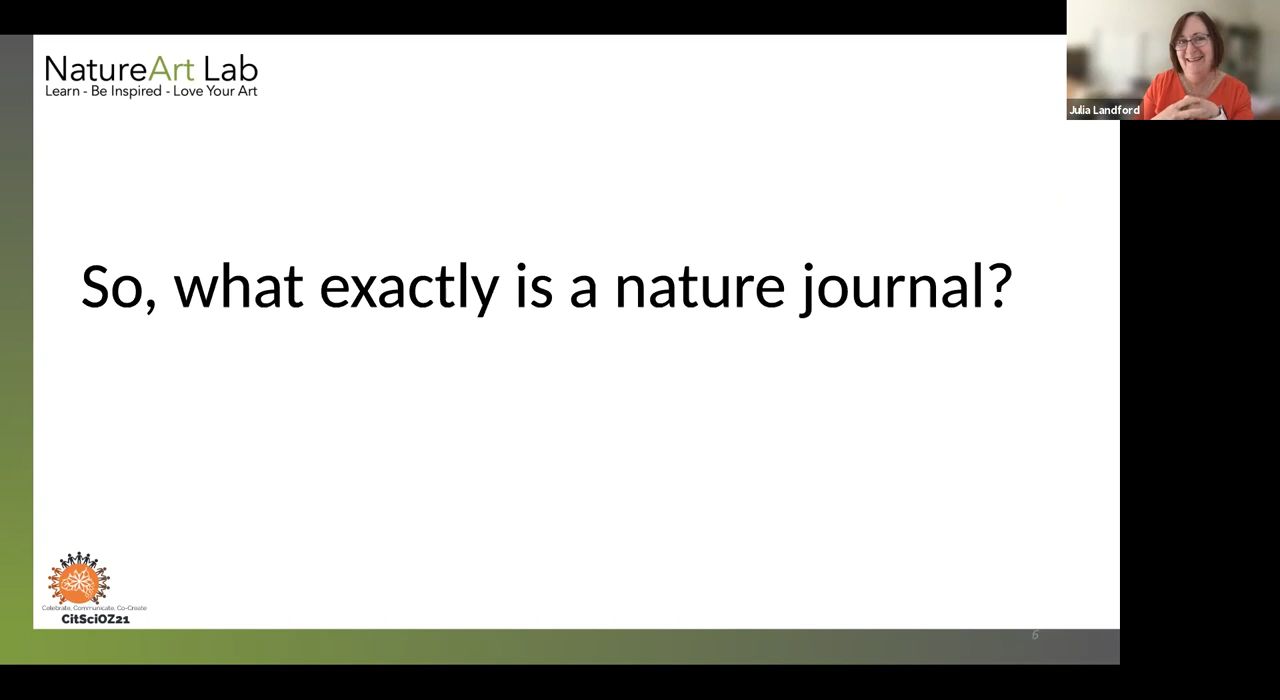 NatureArt Lab
Learn - Be Inspired - Love Your Art
Julia Landford
So, what exactly is a nature journal?
Celebrate, Communicate, Co-Create
CitSciOZ21
6